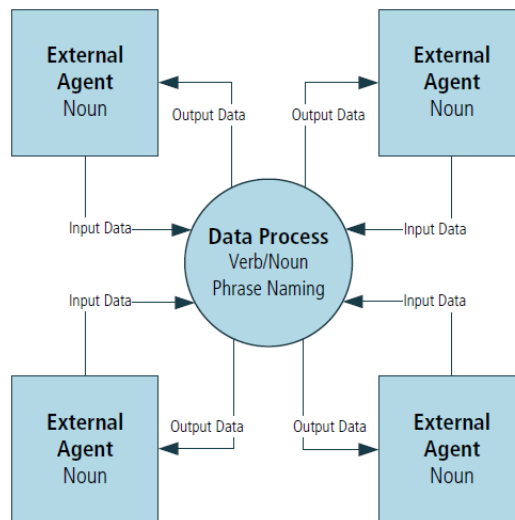 External
Agent
Noun
External
Agent
Noun
Output Data
Output Data
Input Data
Input Data
Data Process
Verb/Noun
Phrase Naming
Input Data
Input Data
Output Data
Output Data
External
Agent
Noun
External
Agent
Noun